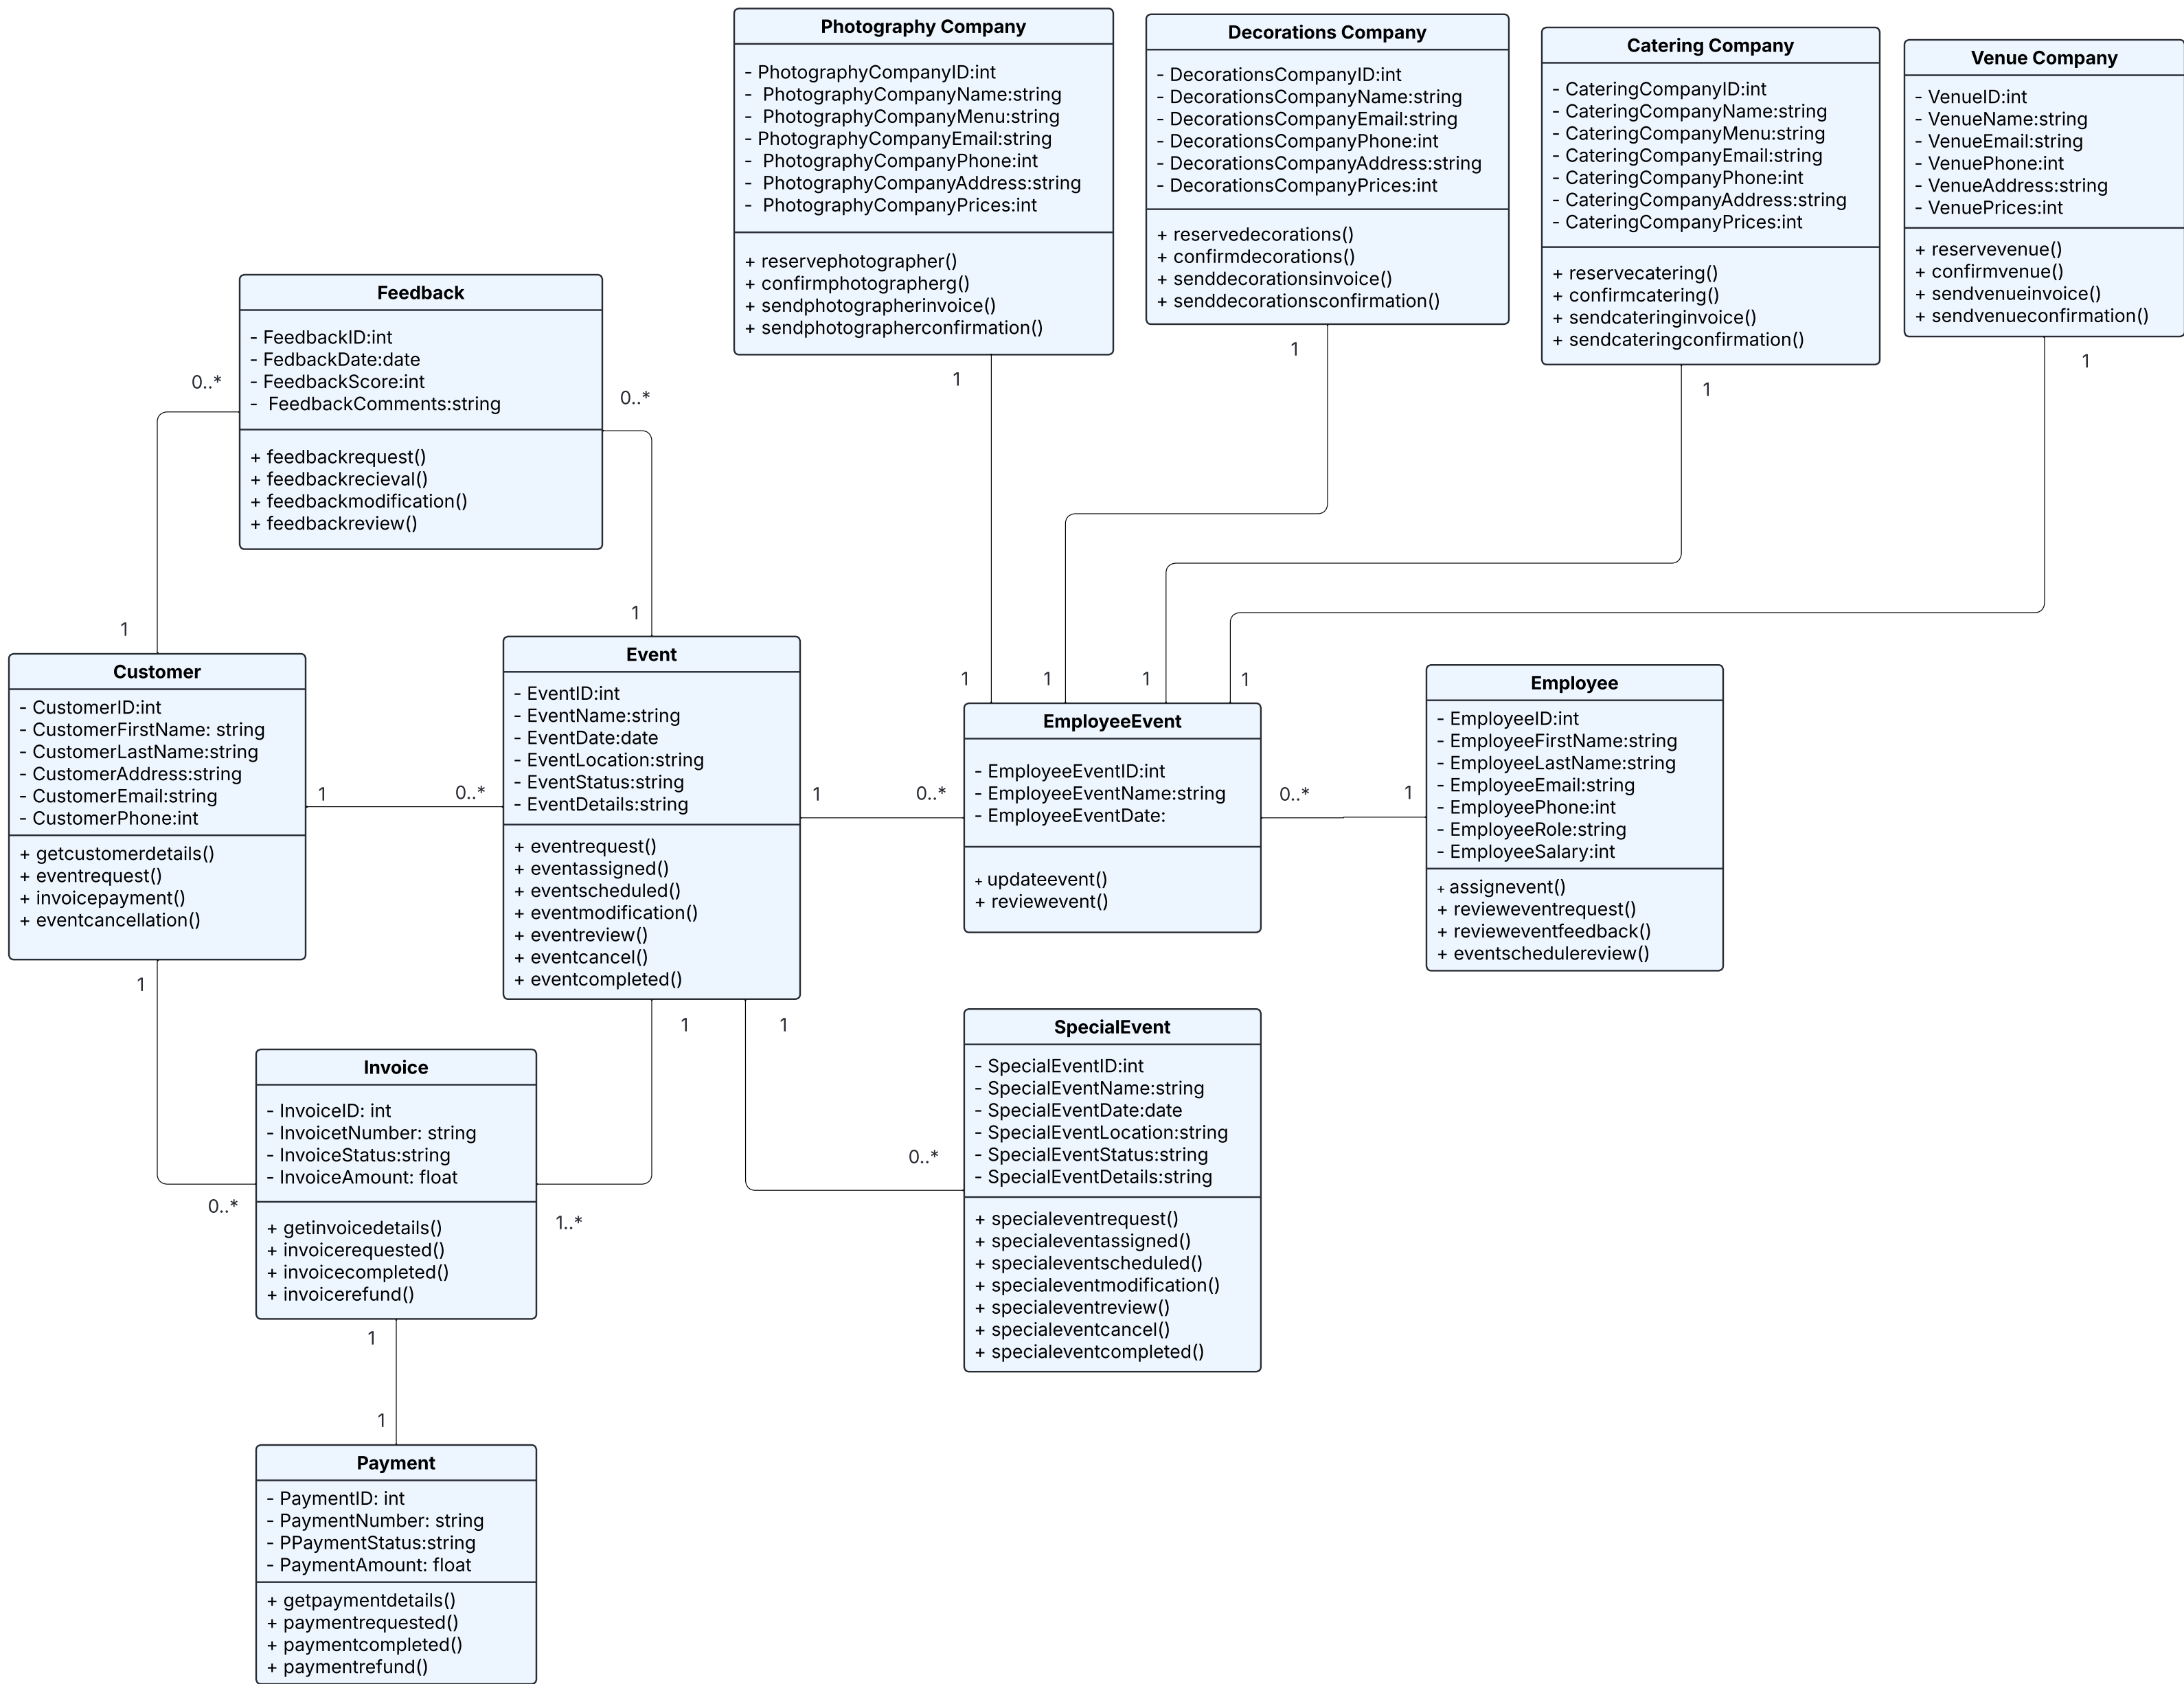 Photography Company
- PhotographyCompanyID:int
-  PhotographyCompanyName:string
-  PhotographyCompanyMenu:string
- PhotographyCompanyEmail:string
-  PhotographyCompanyPhone:int
-  PhotographyCompanyAddress:string
-  PhotographyCompanyPrices:int
+ reservephotographer()
+ confirmphotographerg()
+ sendphotographerinvoice()
+ sendphotographerconfirmation()
1
1
Decorations Company
- DecorationsCompanyID:int
- DecorationsCompanyName:string
- DecorationsCompanyEmail:string
- DecorationsCompanyPhone:int
- DecorationsCompanyAddress:string
- DecorationsCompanyPrices:int
+ reservedecorations()
+ confirmdecorations()
+ senddecorationsinvoice()
+ senddecorationsconfirmation()
1
1
Catering Company
- CateringCompanyID:int
- CateringCompanyName:string
- CateringCompanyMenu:string
- CateringCompanyEmail:string
- CateringCompanyPhone:int
- CateringCompanyAddress:string
- CateringCompanyPrices:int
+ reservecatering()
+ confirmcatering()
+ sendcateringinvoice()
+ sendcateringconfirmation()
1
1
Venue Company
- VenueID:int
- VenueName:string
- VenueEmail:string
- VenuePhone:int
- VenueAddress:string
- VenuePrices:int
+ reservevenue()
+ confirmvenue()
+ sendvenueinvoice()
+ sendvenueconfirmation()
1
1
Feedback
- FeedbackID:int
- FedbackDate:date
- FeedbackScore:int
-  FeedbackComments:string
+ feedbackrequest()
+ feedbackrecieval()
+ feedbackmodification()
+ feedbackreview()
0..*
0..*
1
1
Customer
- CustomerID:int
- CustomerFirstName: string
- CustomerLastName:string
- CustomerAddress:string
- CustomerEmail:string
- CustomerPhone:int
+ getcustomerdetails()
+ eventrequest()
+ invoicepayment()
+ eventcancellation()
1
0..*
Event
- EventID:int
- EventName:string
- EventDate:date
- EventLocation:string
- EventStatus:string
- EventDetails:string
+ eventrequest()
+ eventassigned()
+ eventscheduled()
+ eventmodification()
+ eventreview()
+ eventcancel()
+ eventcompleted()
1
0..*
EmployeeEvent
- EmployeeEventID:int
- EmployeeEventName:string
- EmployeeEventDate:
+ updateevent()
+ reviewevent()
0..*
1
Employee
- EmployeeID:int
- EmployeeFirstName:string
- EmployeeLastName:string
- EmployeeEmail:string
- EmployeePhone:int
- EmployeeRole:string
- EmployeeSalary:int
+ assignevent()
+ revieweventrequest()
+ revieweventfeedback()
+ eventschedulereview()
1
1
1
Invoice
- InvoiceID: int
- InvoicetNumber: string
- InvoiceStatus:string
- InvoiceAmount: float
+ getinvoicedetails()
+ invoicerequested()
+ invoicecompleted()
+ invoicerefund()
0..*
1..*
0..*
SpecialEvent
- SpecialEventID:int
- SpecialEventName:string
- SpecialEventDate:date
- SpecialEventLocation:string
- SpecialEventStatus:string
- SpecialEventDetails:string
+ specialeventrequest()
+ specialeventassigned()
+ specialeventscheduled()
+ specialeventmodification()
+ specialeventreview()
+ specialeventcancel()
+ specialeventcompleted()
1
1
Payment
- PaymentID: int
- PaymentNumber: string
- PPaymentStatus:string
- PaymentAmount: float
+ getpaymentdetails()
+ paymentrequested()
+ paymentcompleted()
+ paymentrefund()